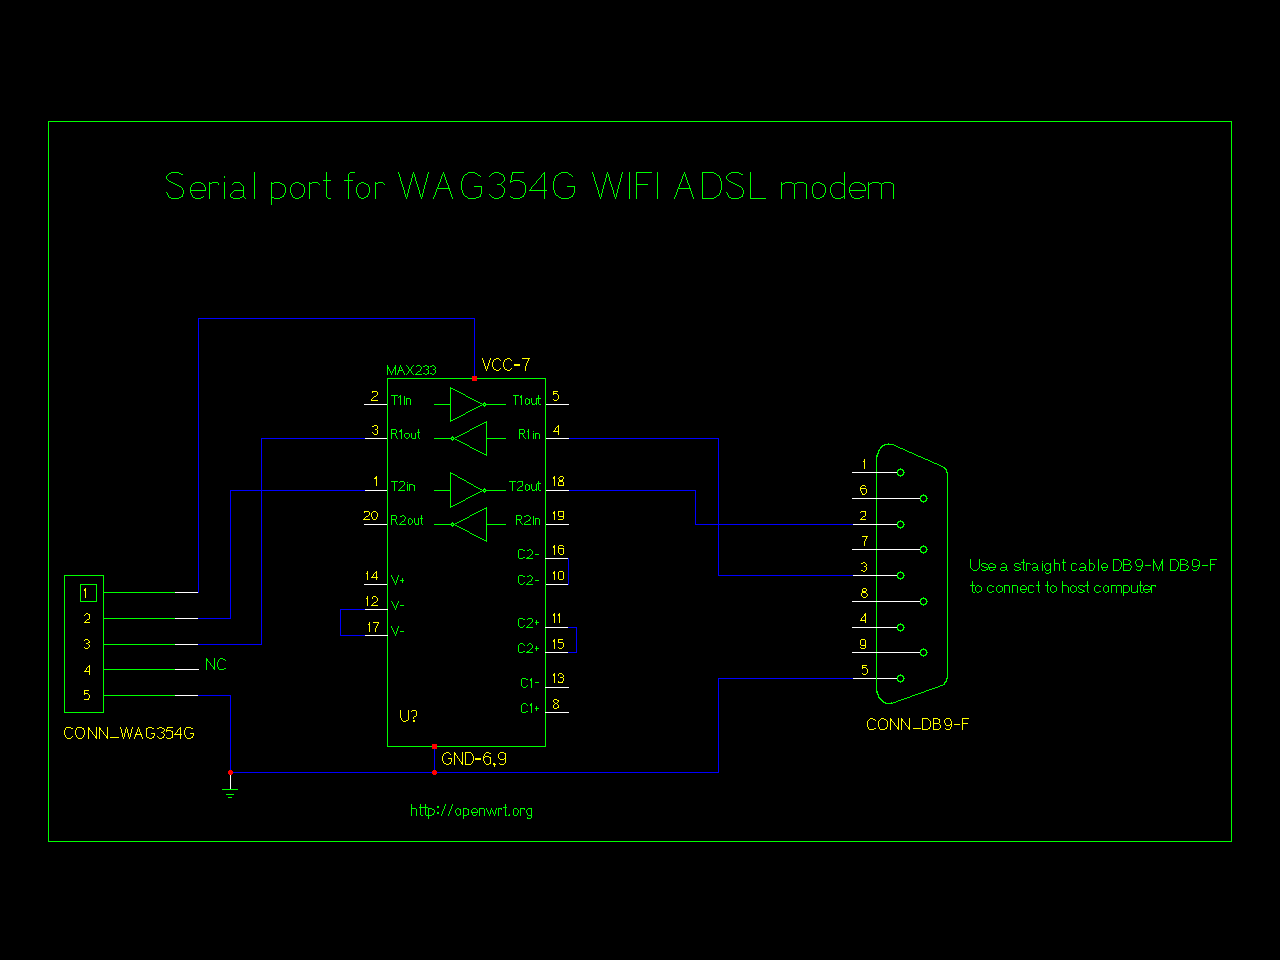 Serial port for WAG354G WIFI ADSL modem
MAX233
VCC-7
2 T1in T1out 5
3 R1out R1in 4
1 T2in T2out 18
20 R2out R2in 19
C2- 16
14 V+ C2- 10
12 V-
17 V-
C2+ 11
C2+ 15
C1- 13
C1+ 8
U?
GND-6,9
1
2
3
4 NC
5
CONN_WAG354G
1
6
2
7
3
8
4
9
5
CONN_DB9-F
Use a straight cable DB9-M DB9-F
to connect to host computer
http://openwrt.org